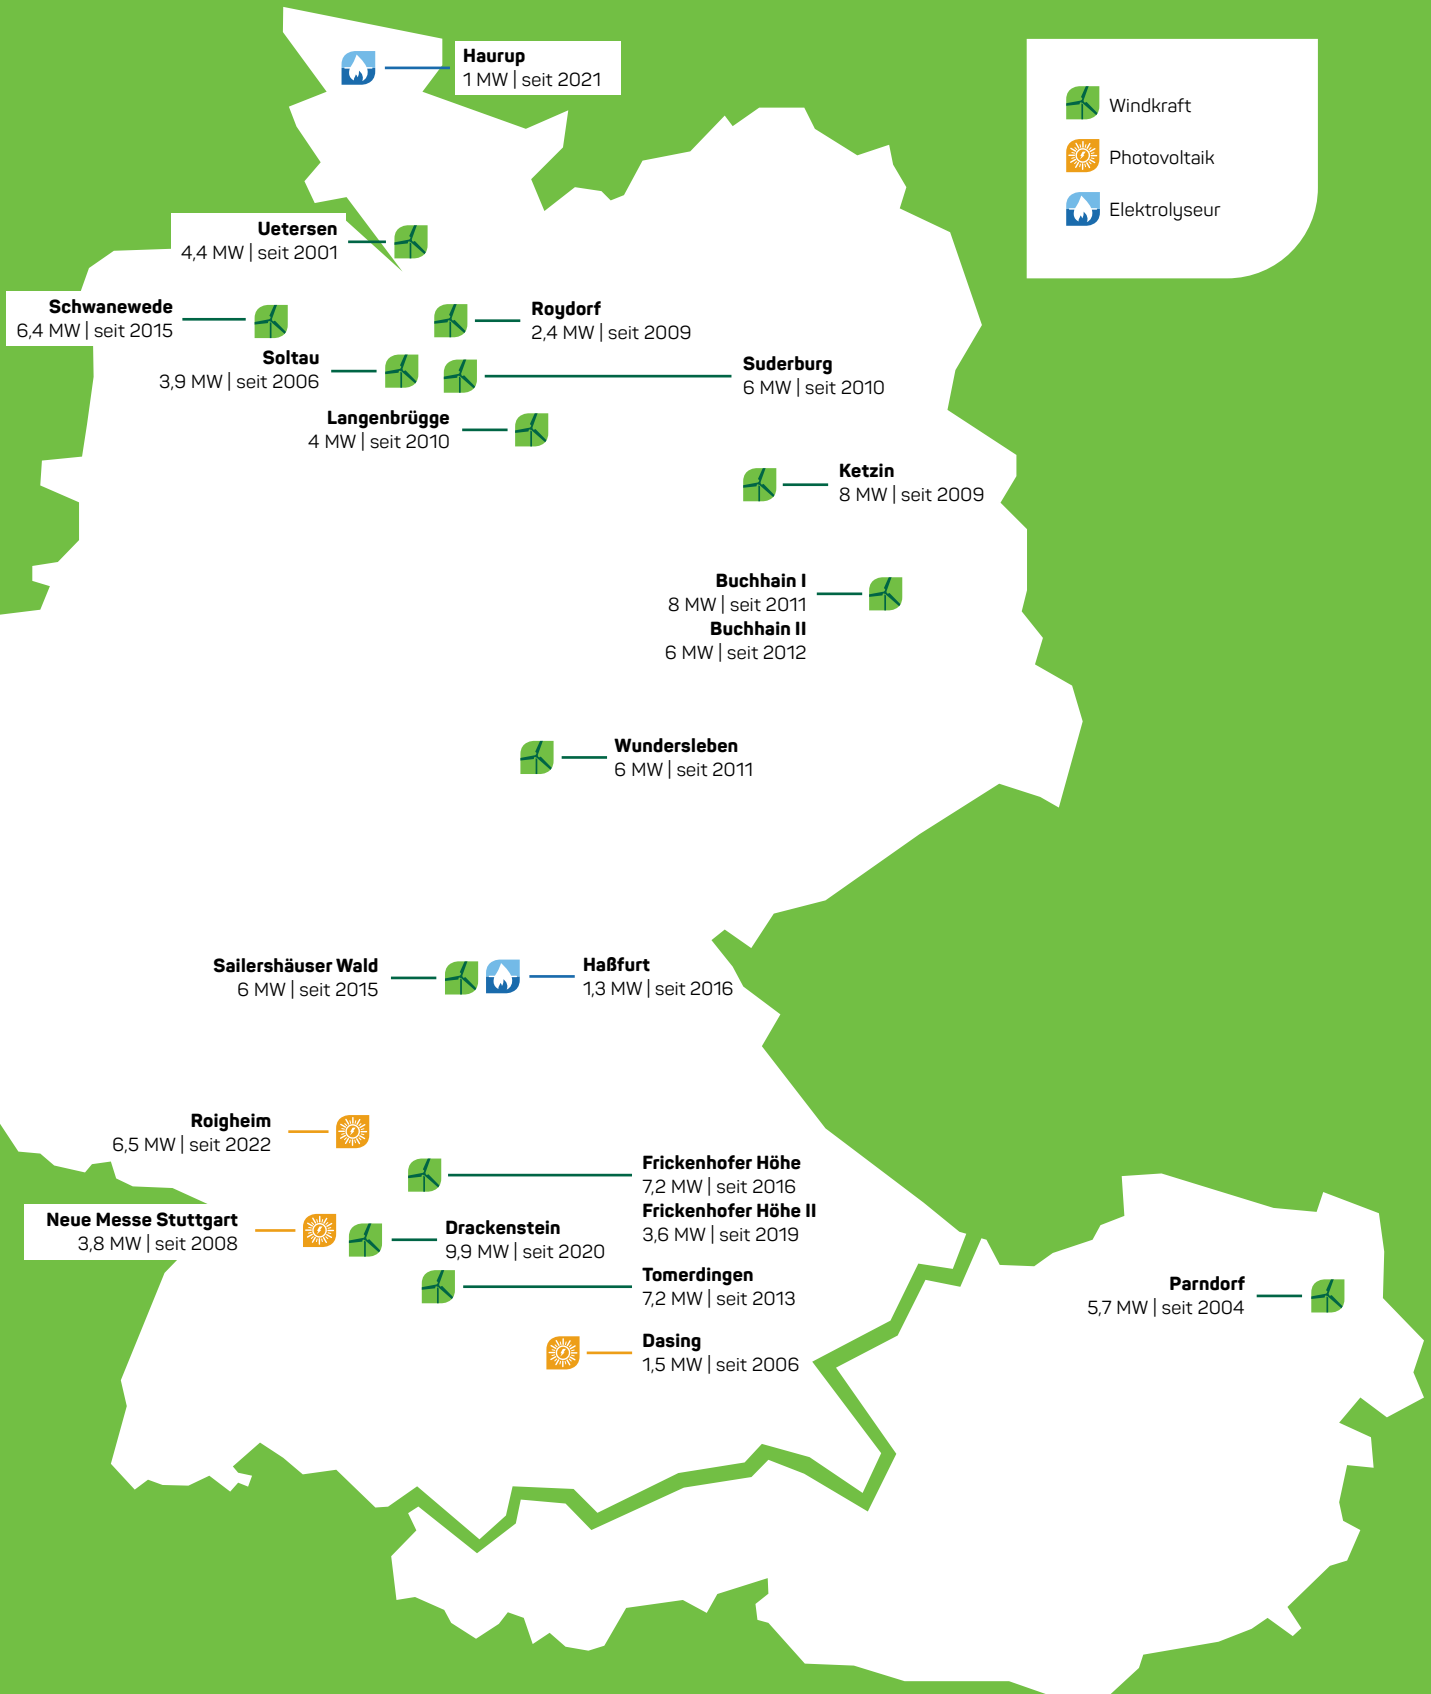 Haurup
1 MW | seit 2021
Windkraft
Photovoltaik
Elektrolyseur
Uetersen
4,4 MW | seit 2001
Schwanewede
6,4 MW | seit 2015
Roydorf
2,4 MW | seit 2009
Soltau
3,9 MW | seit 2006
Suderburg
6 MW | seit 2010
Langenbrügge
4 MW | seit 2010
Ketzin
8 MW | seit 2009
Buchhain I
8 MW | seit 2011
Buchhain II
6 MW | seit 2012
Wundersleben
6 MW | seit 2011
Sailershäuser Wald
6 MW | seit 2015
Haßfurt
1,3 MW | seit 2016
Roigheim
6,5 MW | seit 2022
Frickenhofer Höhe
7,2 MW | seit 2016
Frickenhofer Höhe II
3,6 MW | seit 2019
Neue Messe Stuttgart
3,8 MW | seit 2008
Drackenstein
9,9 MW | seit 2020
Tomerdingen
7,2 MW | seit 2013
Parndorf
5,7 MW | seit 2004
Dasing
1,5 MW | seit 2006